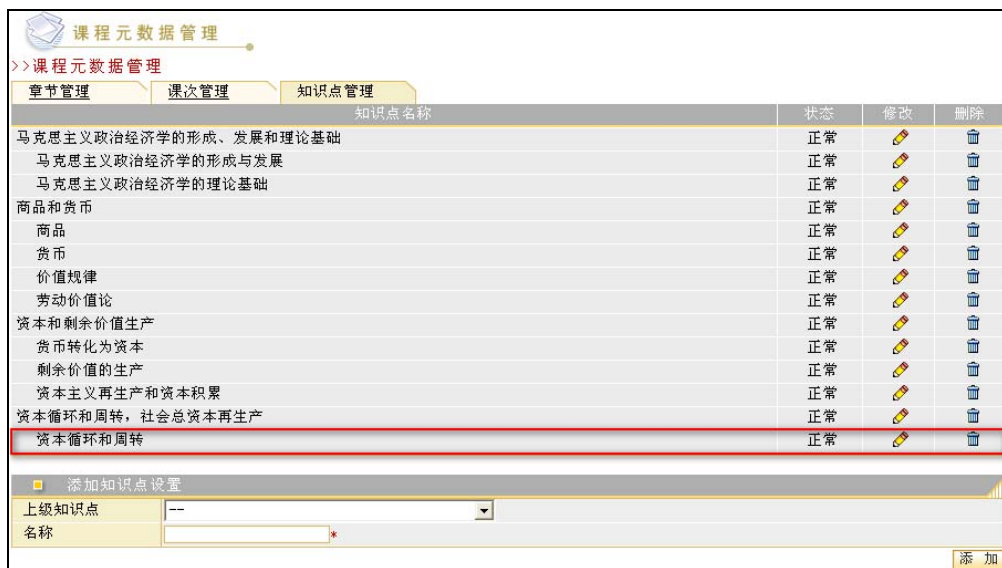 课程元数据管理
>>课程元数据管理
章节管理 课次管理 知识点管理
知识点名称 状态 修改 删除
马克思主义政治经济学的形成、发展和理论基础 正常
马克思主义政治经济学的形成与发展 正常
马克思主义政治经济学的理论基础 正常
商品和货币 正常
商品 正常
货币 正常
价值规律 正常
劳动价值论 正常
资本和剩余价值生产 正常
货币转化为资本 正常
剩余价值的生产 正常
资本主义再生产和资本积累 正常
资本循环和周转，社会总资本再生产 正常
资本循环和周转 正常
添加知识点设置
上级知识点 --
名称 *
添 加